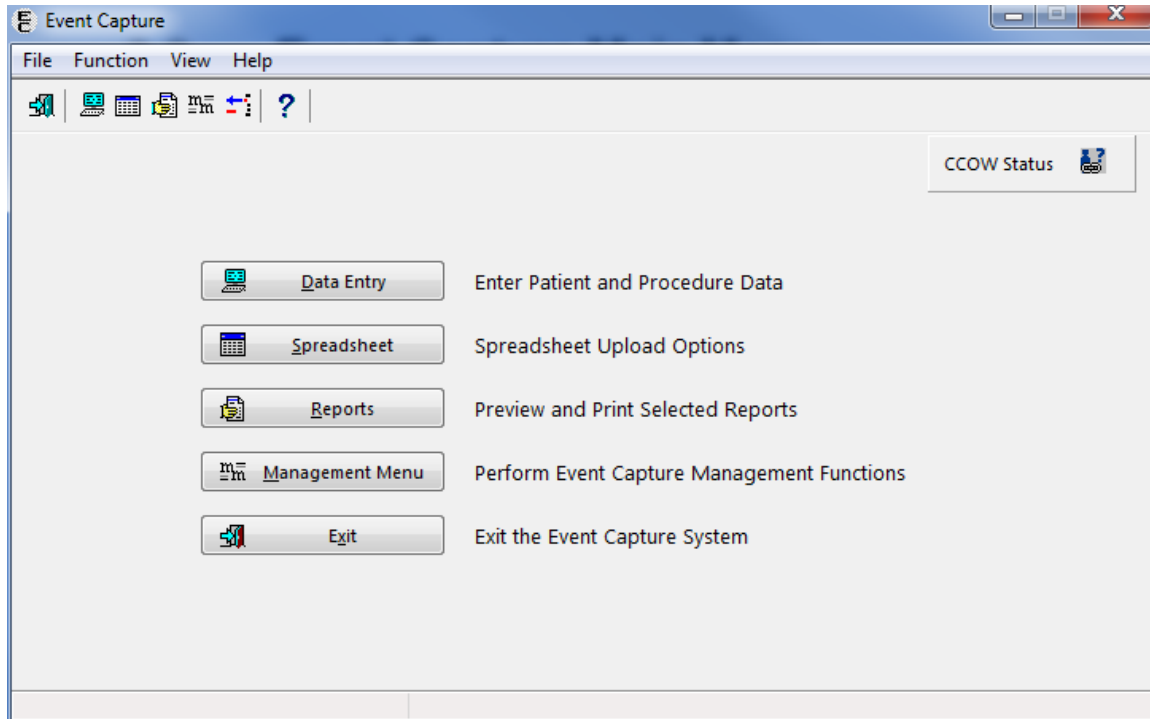 Event Capture
File Function View Help
CCOW Status
Data Entry Enter Patient and Procedure Data
Spreadsheet Spreadsheet Upload Options
Reports Preview and Print Selected Reports
Management Menu Perform Event Capture Management Functions
Exit Exit the Event Capture System